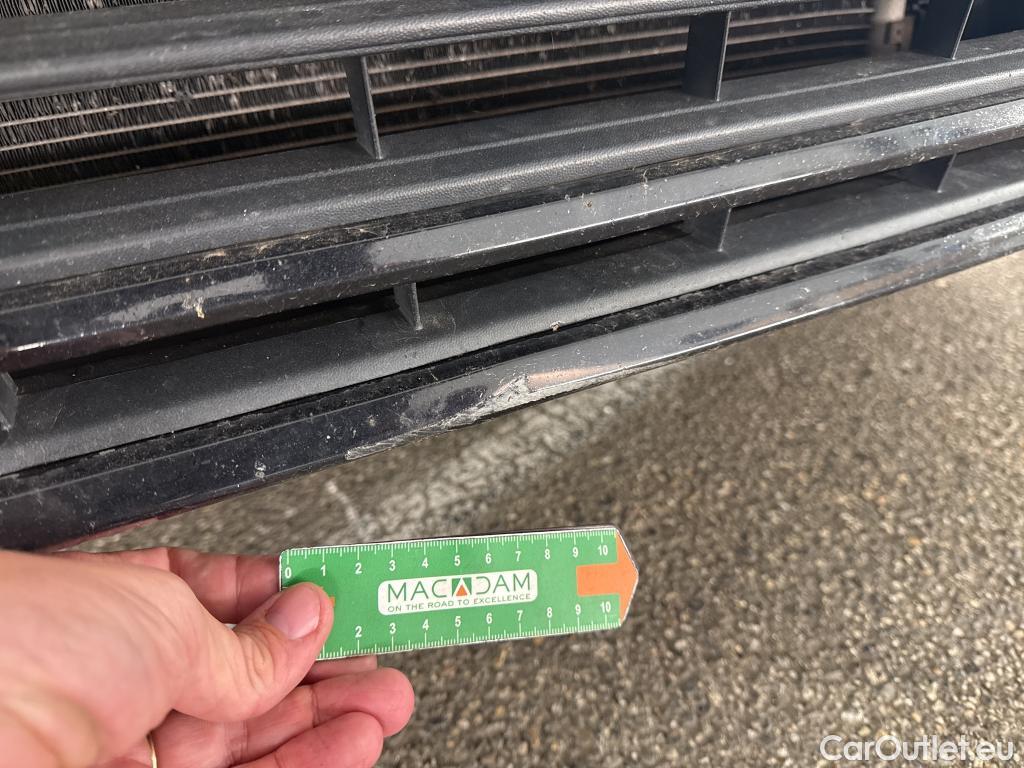 0 1 2 3 4 5 6 7 8 9 10
MACADAM
ON THE ROAD TO EXCELLENCE
2 3 4 5 6 7 8 9 10
CarOutlet.eu